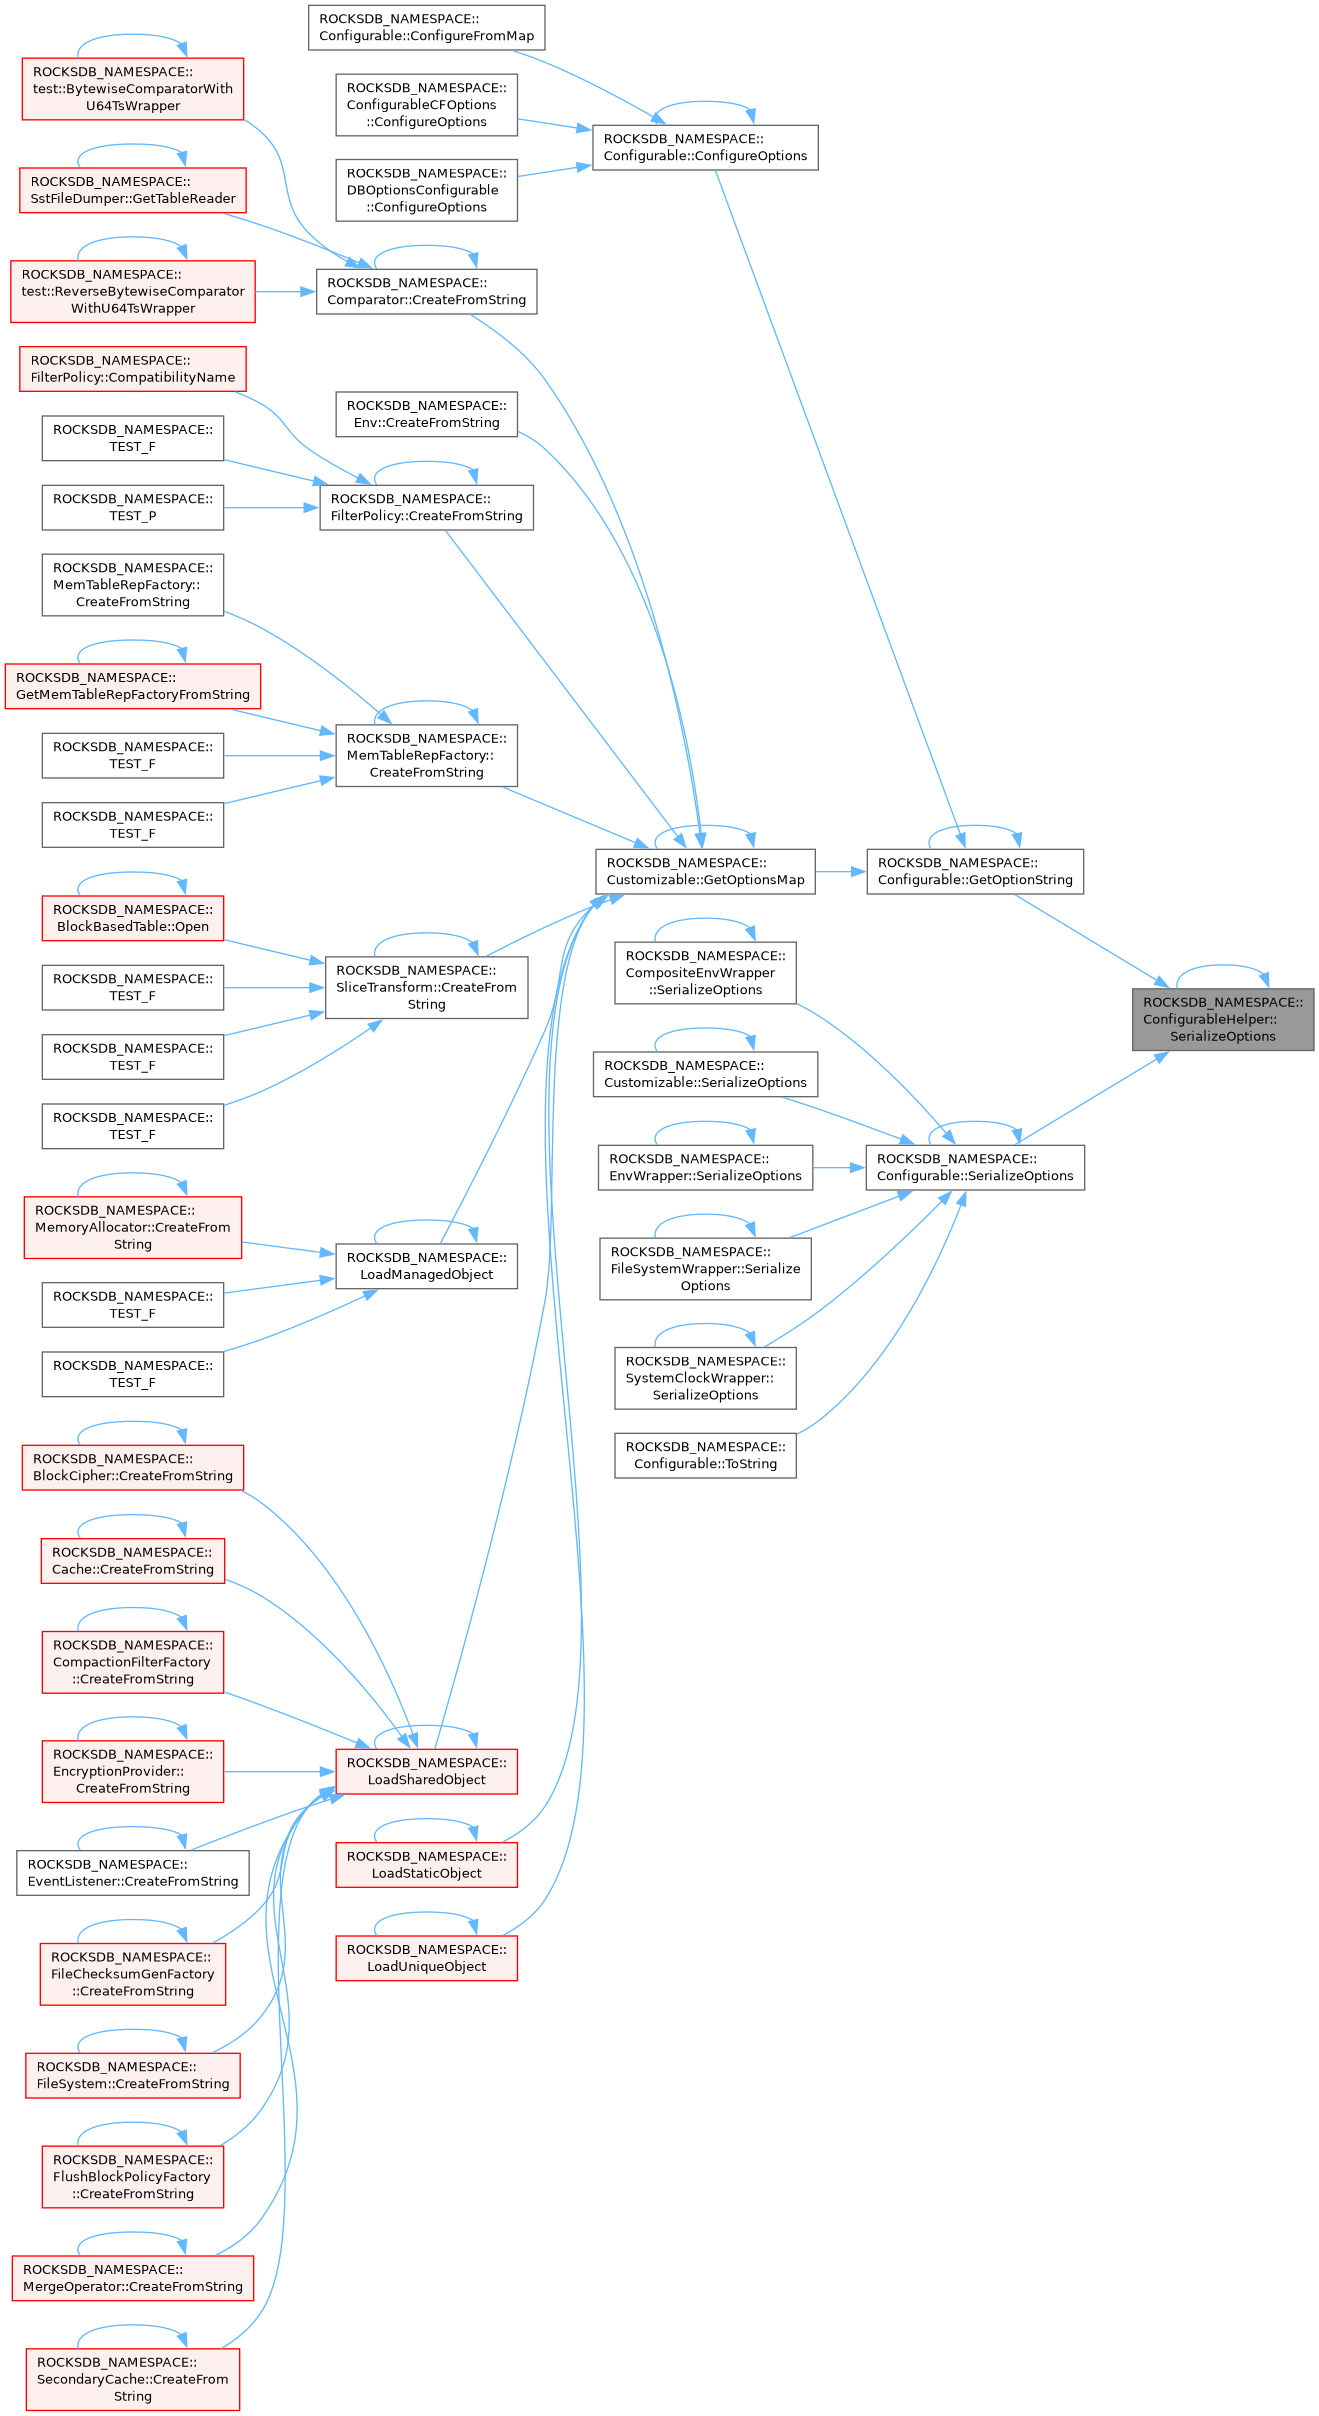 ROCKSDB_NAMESPACE::
Configurable::ConfigureFromMap
ROCKSDB_NAMESPACE::
test::BytewiseComparatorWith
U64TsWrapper
ROCKSDB_NAMESPACE::
ConfigurableCFOptions
::ConfigureOptions
ROCKSDB_NAMESPACE::
Configurable::ConfigureOptions
ROCKSDB_NAMESPACE::
DBOptionsConfigurable
::ConfigureOptions
ROCKSDB_NAMESPACE::
SstFileDumper::GetTableReader
ROCKSDB_NAMESPACE::
test::ReverseBytewiseComparator
WithU64TsWrapper
ROCKSDB_NAMESPACE::
Comparator::CreateFromString
ROCKSDB_NAMESPACE::
FilterPolicy::CompatibilityName
ROCKSDB_NAMESPACE::
Env::CreateFromString
ROCKSDB_NAMESPACE::
TEST_F
ROCKSDB_NAMESPACE::
TEST_P
ROCKSDB_NAMESPACE::
FilterPolicy::CreateFromString
ROCKSDB_NAMESPACE::
MemTableRepFactory::
CreateFromString
ROCKSDB_NAMESPACE::
GetMemTableRepFactoryFromString
ROCKSDB_NAMESPACE::
TEST_F
ROCKSDB_NAMESPACE::
MemTableRepFactory::
CreateFromString
ROCKSDB_NAMESPACE::
TEST_F
ROCKSDB_NAMESPACE::
Customizable::GetOptionsMap
ROCKSDB_NAMESPACE::
Configurable::GetOptionString
ROCKSDB_NAMESPACE::
BlockBasedTable::Open
ROCKSDB_NAMESPACE::
TEST_F
ROCKSDB_NAMESPACE::
SliceTransform::CreateFrom
String
ROCKSDB_NAMESPACE::
CompositeEnvWrapper
::SerializeOptions
ROCKSDB_NAMESPACE::
ConfigurableHelper::
SerializeOptions
ROCKSDB_NAMESPACE::
TEST_F
ROCKSDB_NAMESPACE::
Customizable::SerializeOptions
ROCKSDB_NAMESPACE::
TEST_F
ROCKSDB_NAMESPACE::
EnvWrapper::SerializeOptions
ROCKSDB_NAMESPACE::
Configurable::SerializeOptions
ROCKSDB_NAMESPACE::
MemoryAllocator::CreateFrom
String
ROCKSDB_NAMESPACE::
LoadManagedObject
ROCKSDB_NAMESPACE::
FileSystemWrapper::Serialize
Options
ROCKSDB_NAMESPACE::
TEST_F
ROCKSDB_NAMESPACE::
TEST_F
ROCKSDB_NAMESPACE::
SystemClockWrapper::
SerializeOptions
ROCKSDB_NAMESPACE::
Configurable::ToString
ROCKSDB_NAMESPACE::
BlockCipher::CreateFromString
ROCKSDB_NAMESPACE::
Cache::CreateFromString
ROCKSDB_NAMESPACE::
CompactionFilterFactory
::CreateFromString
ROCKSDB_NAMESPACE::
EncryptionProvider::
CreateFromString
ROCKSDB_NAMESPACE::
LoadSharedObject
ROCKSDB_NAMESPACE::
EventListener::CreateFromString
ROCKSDB_NAMESPACE::
LoadStaticObject
ROCKSDB_NAMESPACE::
FileChecksumGenFactory
::CreateFromString
ROCKSDB_NAMESPACE::
LoadUniqueObject
ROCKSDB_NAMESPACE::
FileSystem::CreateFromString
ROCKSDB_NAMESPACE::
FlushBlockPolicyFactory
::CreateFromString
ROCKSDB_NAMESPACE::
MergeOperator::CreateFromString
ROCKSDB_NAMESPACE::
SecondaryCache::CreateFrom
String